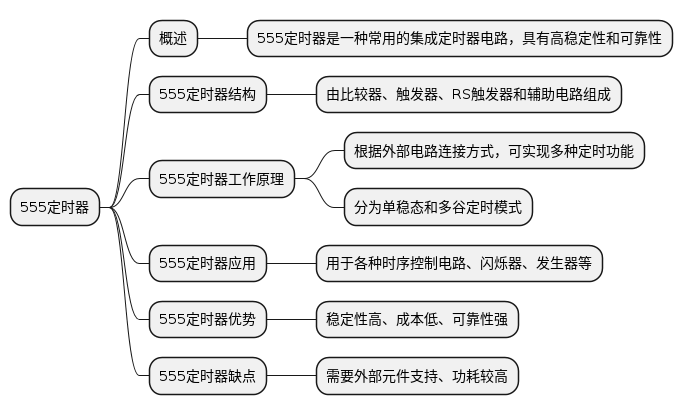 555定时器
概述
555定时器是一种常用的集成定时器电路，具有高稳定性和可靠性
555定时器结构
由比较器、触发器、RS触发器和辅助电路组成
555定时器工作原理
根据外部电路连接方式，可实现多种定时功能
分为单稳态和多谷定时模式
555定时器应用
用于各种时序控制电路、闪烁器、发生器等
555定时器优势
稳定性高、成本低、可靠性强
555定时器缺点
需要外部元件支持、功耗较高